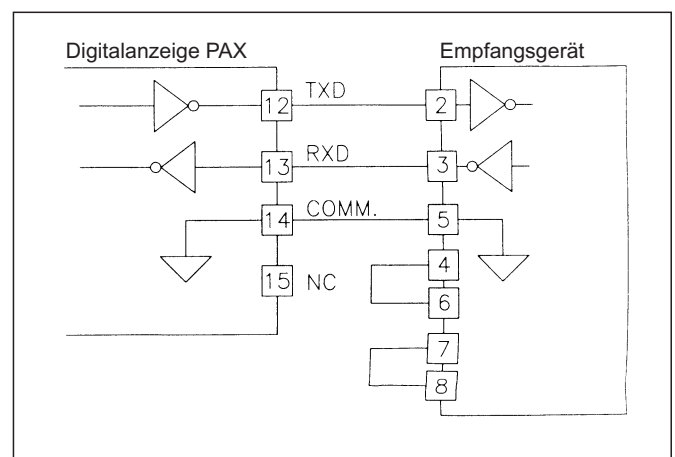 Digitalanzeige PAX Empfangsgerät
12 TXD 2
13 RXD 3
14 COMM. 5
4
15 NC
6
7
8